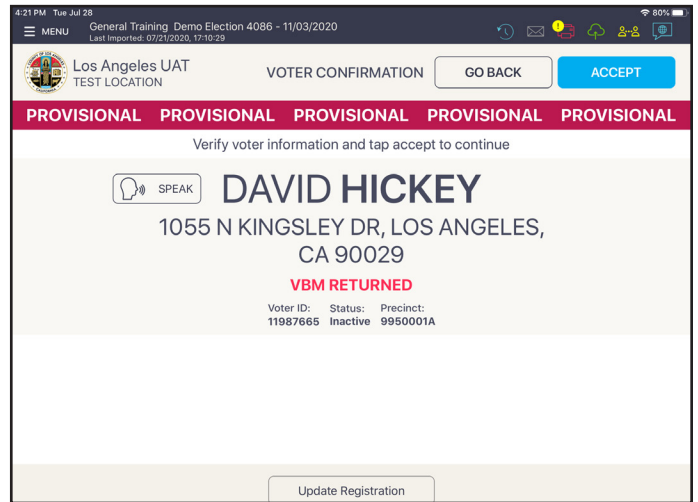 4:21 PM Tue Jul 28
80%
MENU
General Training Demo Election 4086 - 11/03/2020
Last Imported: 07/21/2020, 17:10:29
Los Angeles UAT
TEST LOCATION
VOTER CONFIRMATION
GO BACK
ACCEPT
PROVISIONAL PROVISIONAL PROVISIONAL PROVISIONAL PROVISIONAL
Verify voter information and tap accept to continue
SPEAK
DAVID HICKEY
1055 N KINGSLEY DR, LOS ANGELES,
CA 90029
VBM RETURNED
Voter ID: Status: Precinct:
11987665 Inactive 9950001A
Update Registration